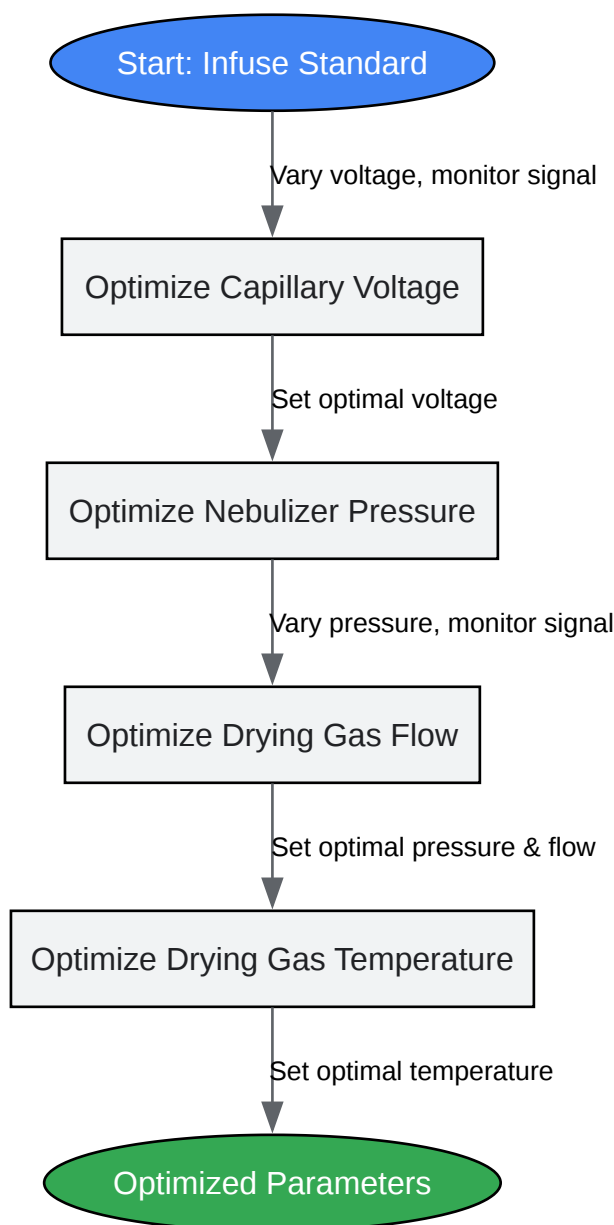 Start: Infuse Standard
Vary voltage, monitor signal
Optimize Capillary Voltage
Set optimal voltage
Optimize Nebulizer Pressure
Vary pressure, monitor signal
Optimize Drying Gas Flow
Set optimal pressure & flow
Optimize Drying Gas Temperature
Set optimal temperature
Optimized Parameters